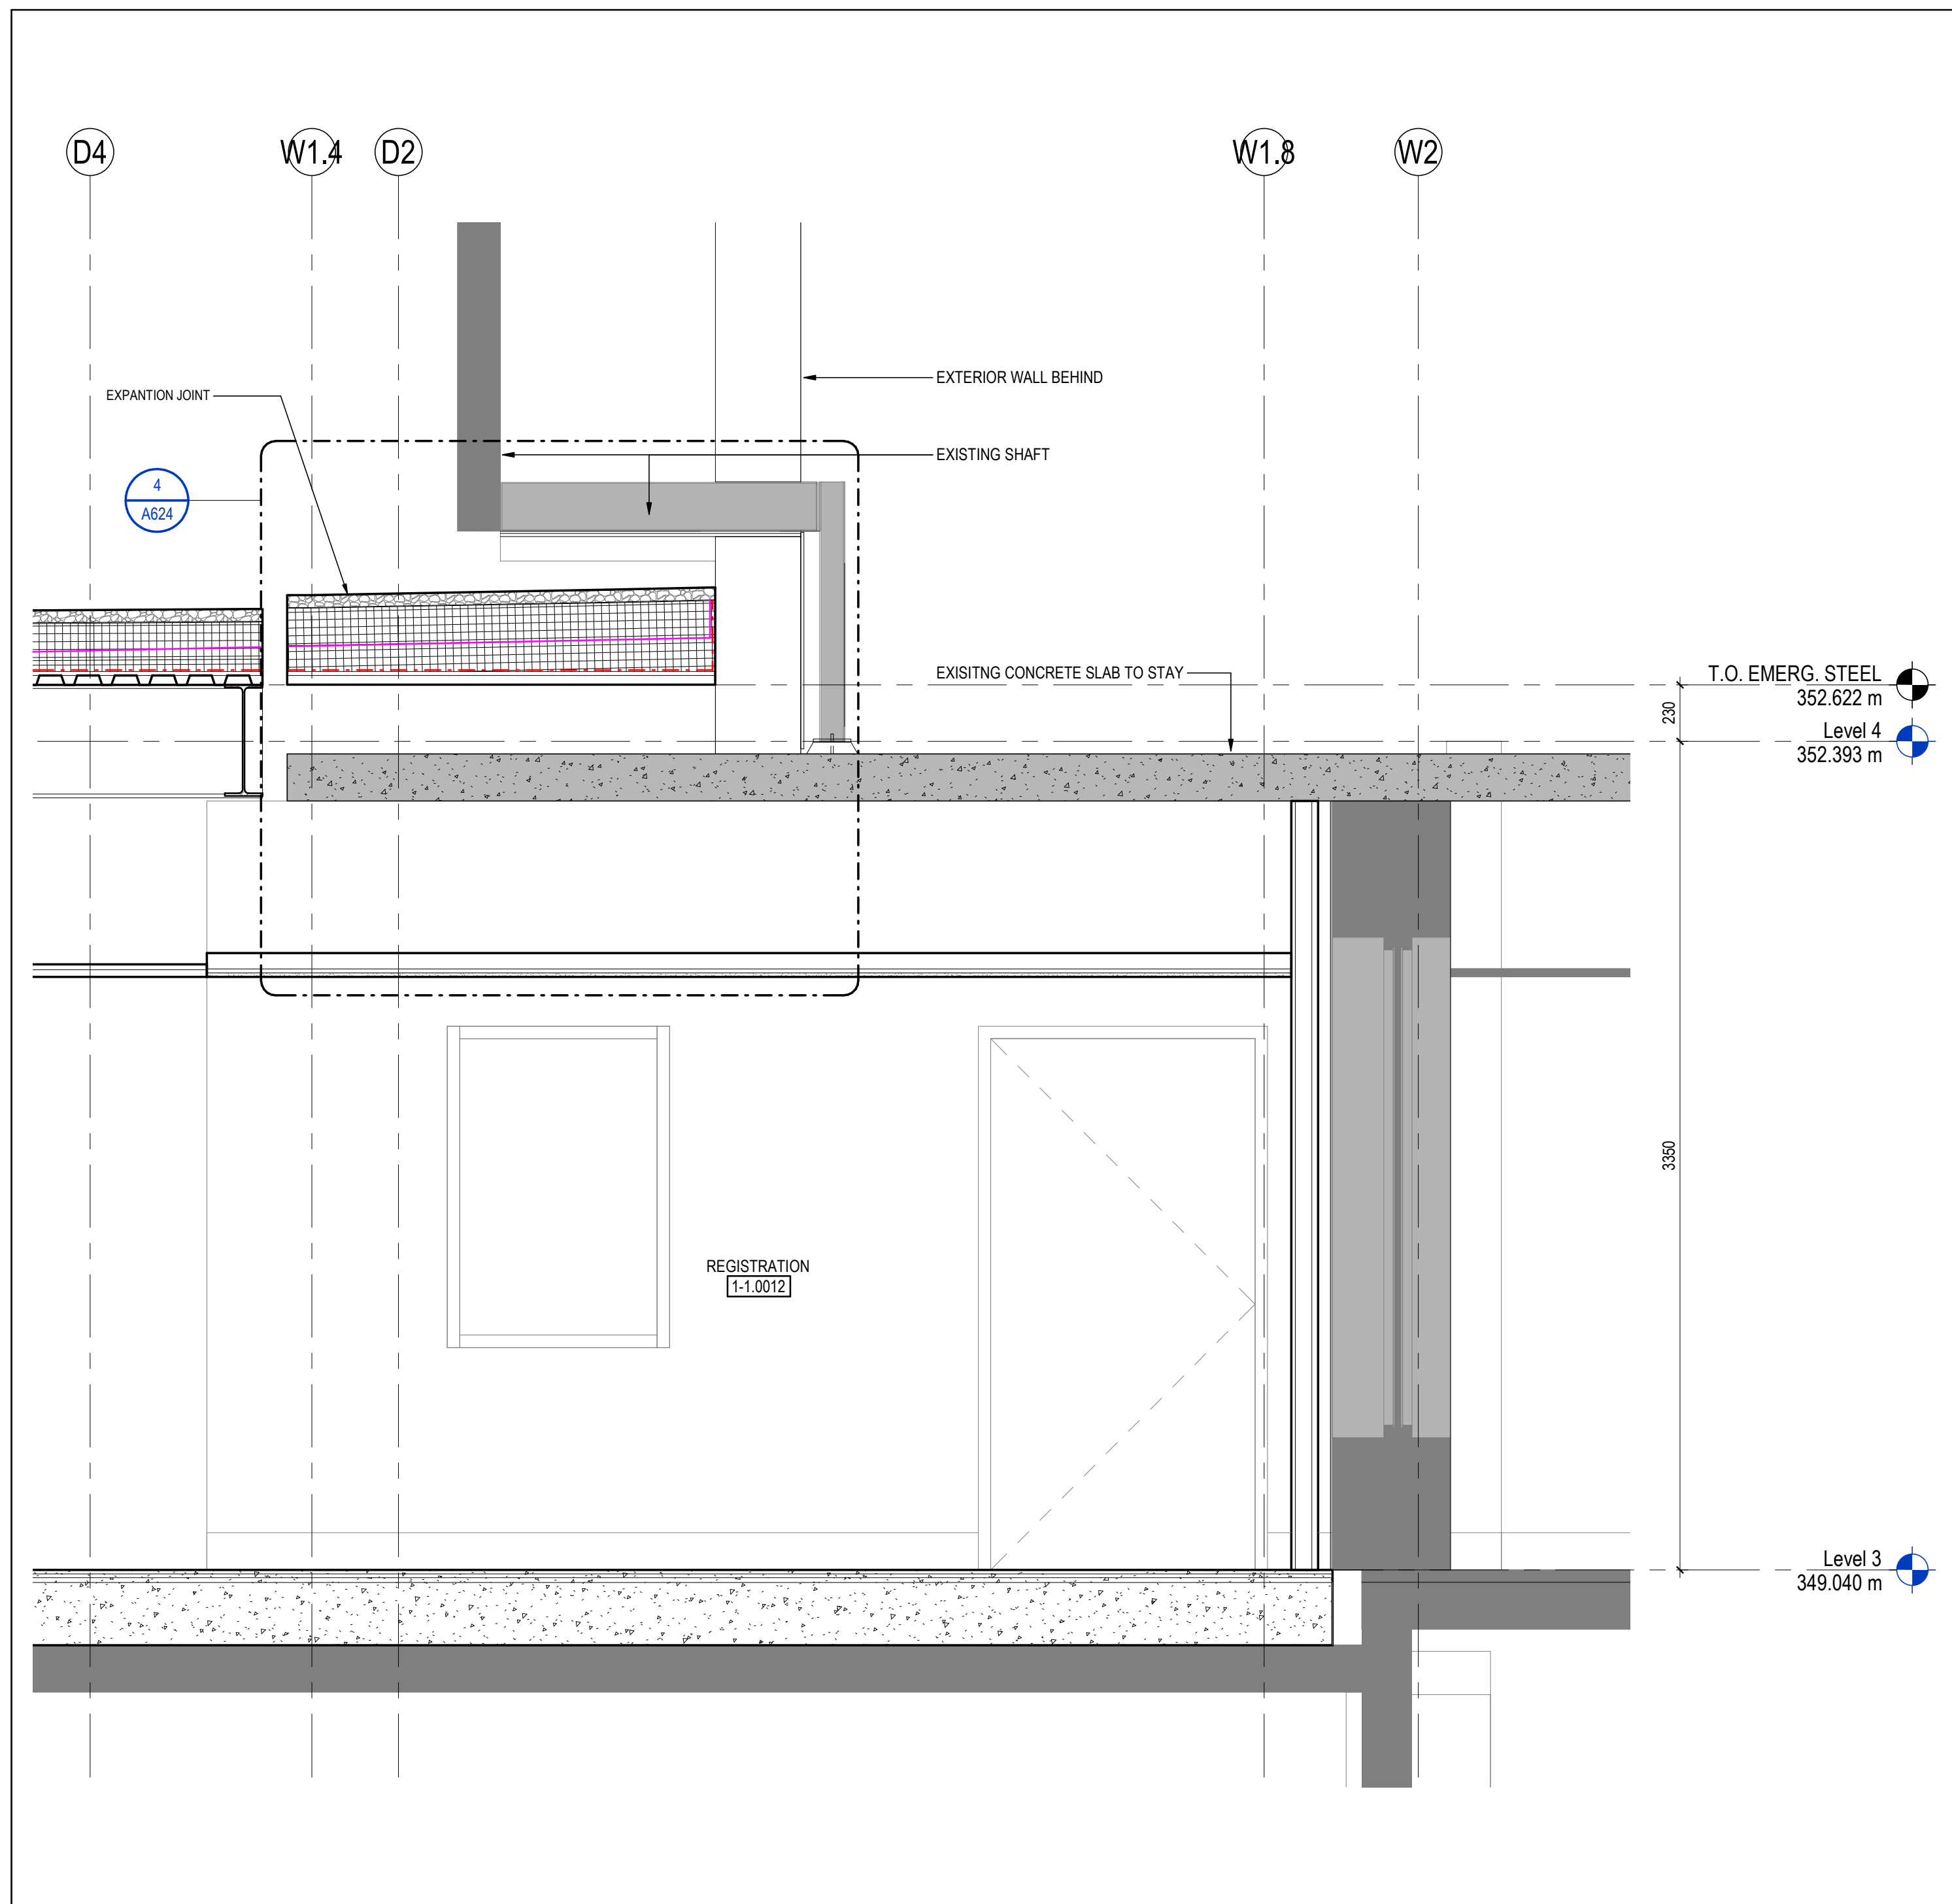 D4
W1.4
D2
W1.8
W2
EXTERIOR WALL BEHIND
EXPANTION JOINT
EXISTING SHAFT
4
A624
EXISITNG CONCRETE SLAB TO STAY
T.O. EMERG. STEEL
352.622 m
230
Level 4
352.393 m
3350
REGISTRATION
1-1.0012
Level 3
349.040 m